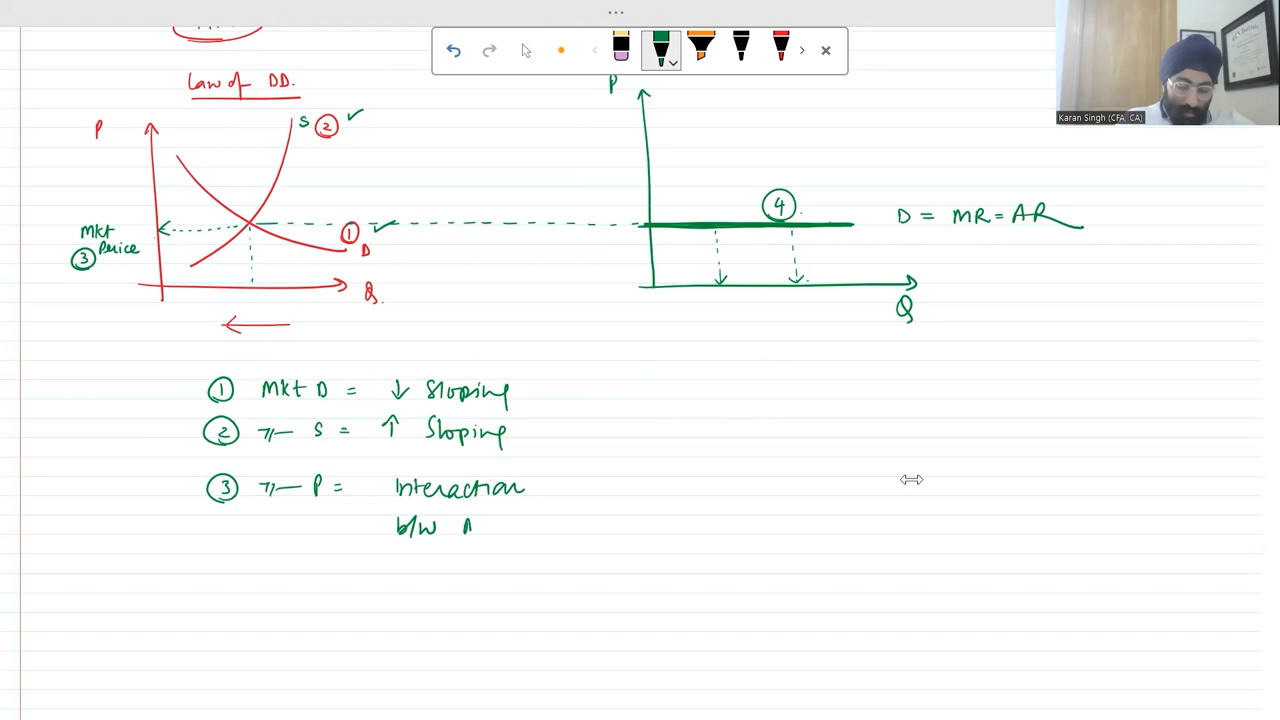 Law of DD.
P
S 2 ✓
Mkt
3 Price
1 ✓
D
Q.
P
4
D = MR = AR
Q
Karan Singh (CFA, CA)
1 Mkt D = ↓ Sloping
2 –〃– S = ↑ Sloping
3 –〃– P = Interaction
b/w